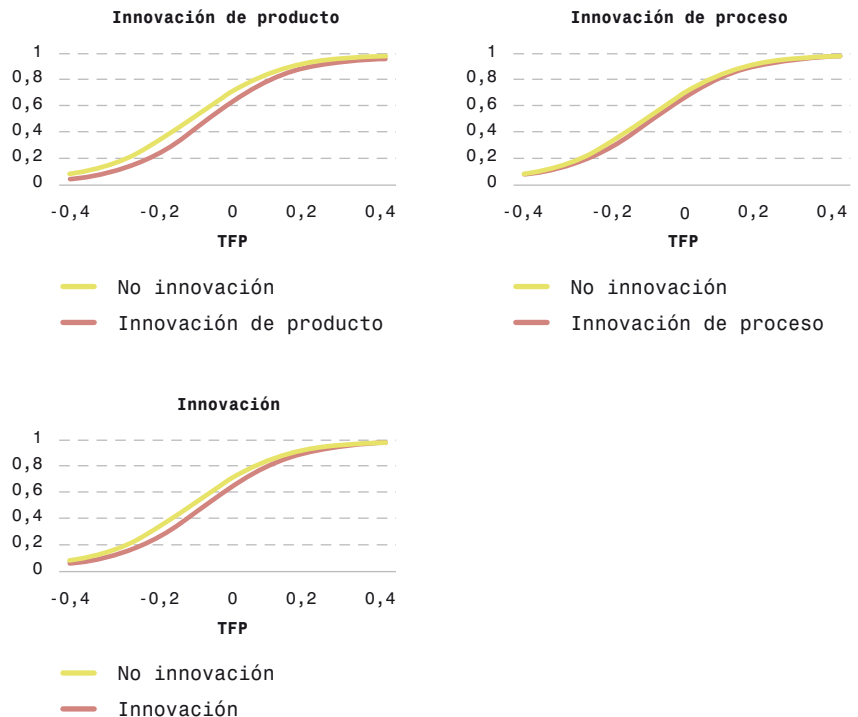 Innovación de producto
1
0,8
0,6
0,4
0,2
0
-0,4 -0,2 0 0,2 0,4
TFP
No innovación
Innovación de producto
Innovación de proceso
1
0,8
0,6
0,4
0,2
0
-0,4 -0,2 0 0,2 0,4
TFP
No innovación
Innovación de proceso
Innovación
1
0,8
0,6
0,4
0,2
0
-0,4 -0,2 0 0,2 0,4
TFP
No innovación
Innovación